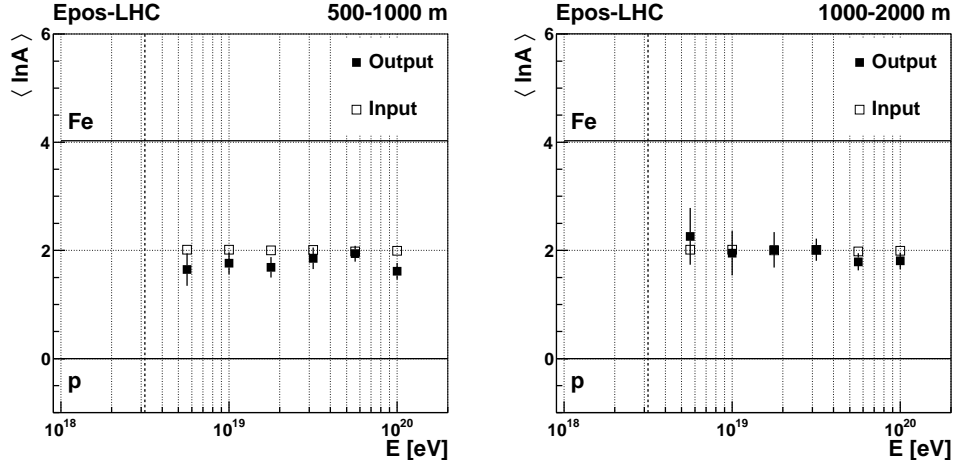 Epos-LHC 500-1000 m
⟨ lnA ⟩
6
Output
Input
Fe
4
2
0
p
10^18 10^19 10^20
E [eV]
Epos-LHC 1000-2000 m
⟨ lnA ⟩
6
Output
Input
Fe
4
2
0
p
10^18 10^19 10^20
E [eV]